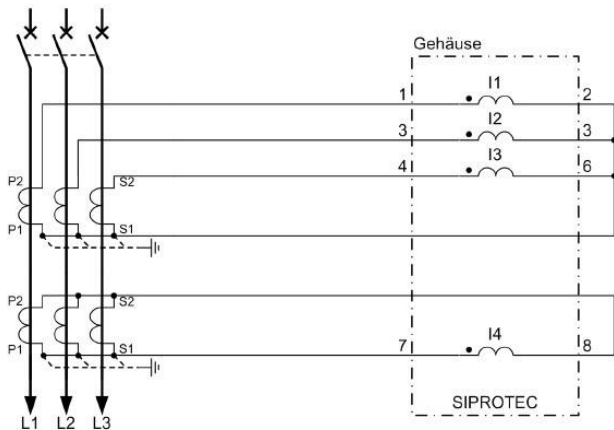 Gehäuse
I1
1 2
I2
3 3
I3
4 6
P2 S2
P1 S1
P2 S2
P1 S1
I4
7 8
SIPROTEC
L1 L2 L3